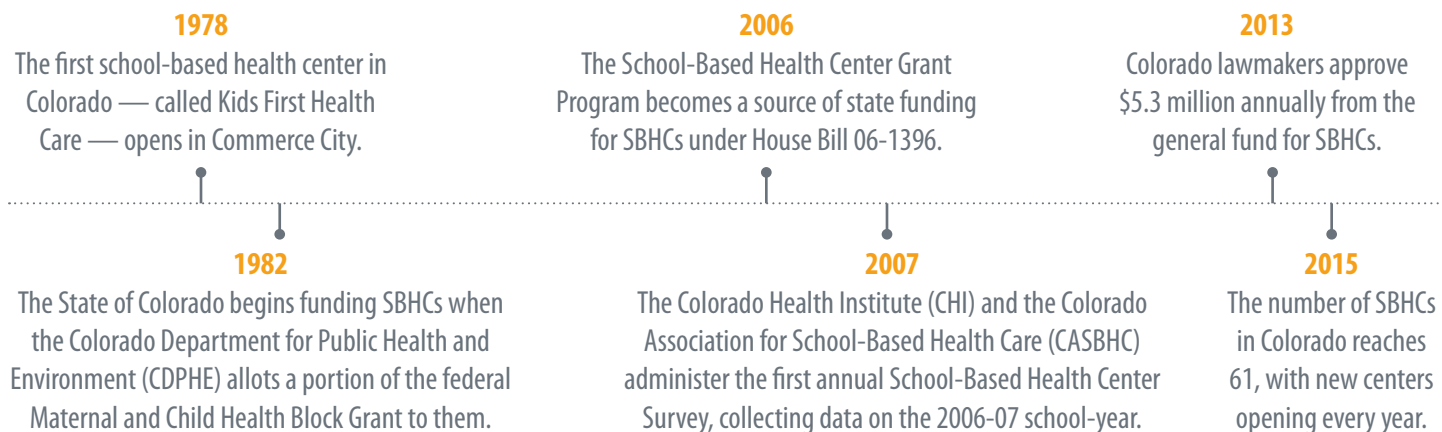 1978
The first school-based health center in
Colorado — called Kids First Health
Care — opens in Commerce City.
2006
The School-Based Health Center Grant
Program becomes a source of state funding
for SBHCs under House Bill 06-1396.
2013
Colorado lawmakers approve
$5.3 million annually from the
general fund for SBHCs.
1982
The State of Colorado begins funding SBHCs when
the Colorado Department for Public Health and
Environment (CDPHE) allots a portion of the federal
Maternal and Child Health Block Grant to them.
2007
The Colorado Health Institute (CHI) and the Colorado
Association for School-Based Health Care (CASBHC)
administer the first annual School-Based Health Center
Survey, collecting data on the 2006-07 school-year.
2015
The number of SBHCs
in Colorado reaches
61, with new centers
opening every year.